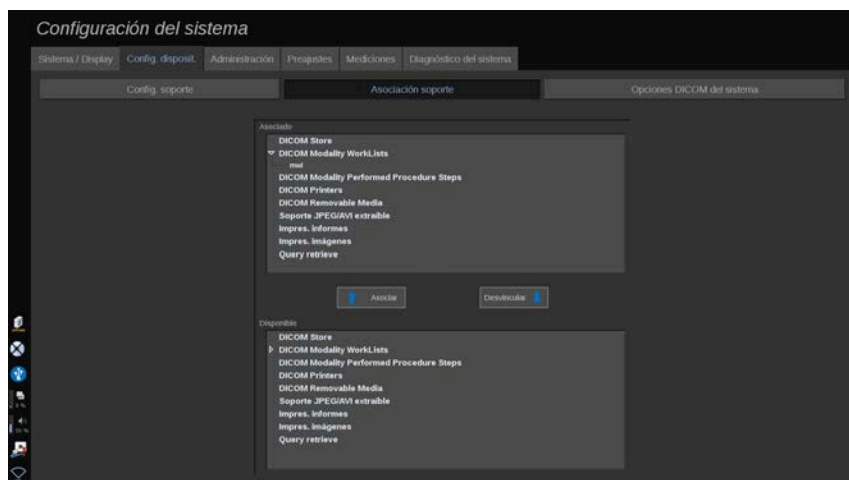 Configuración del sistema
Sistema / Display Config. disposit. Administración Preajustes Mediciones Diagnóstico del sistema
Config. soporte Asociación soporte Opciones DICOM del sistema
Asociado
DICOM Store
DICOM Modality WorkLists
mwl
DICOM Modality Performed Procedure Steps
DICOM Printers
DICOM Removable Media
Soporte JPEG/AVI extraible
Impres. informes
Impres. imágenes
Query retrieve
Asociar Desvincular
Disponible
DICOM Store
DICOM Modality WorkLists
DICOM Modality Performed Procedure Steps
DICOM Printers
DICOM Removable Media
Soporte JPEG/AVI extraible
Impres. informes
Impres. imágenes
Query retrieve